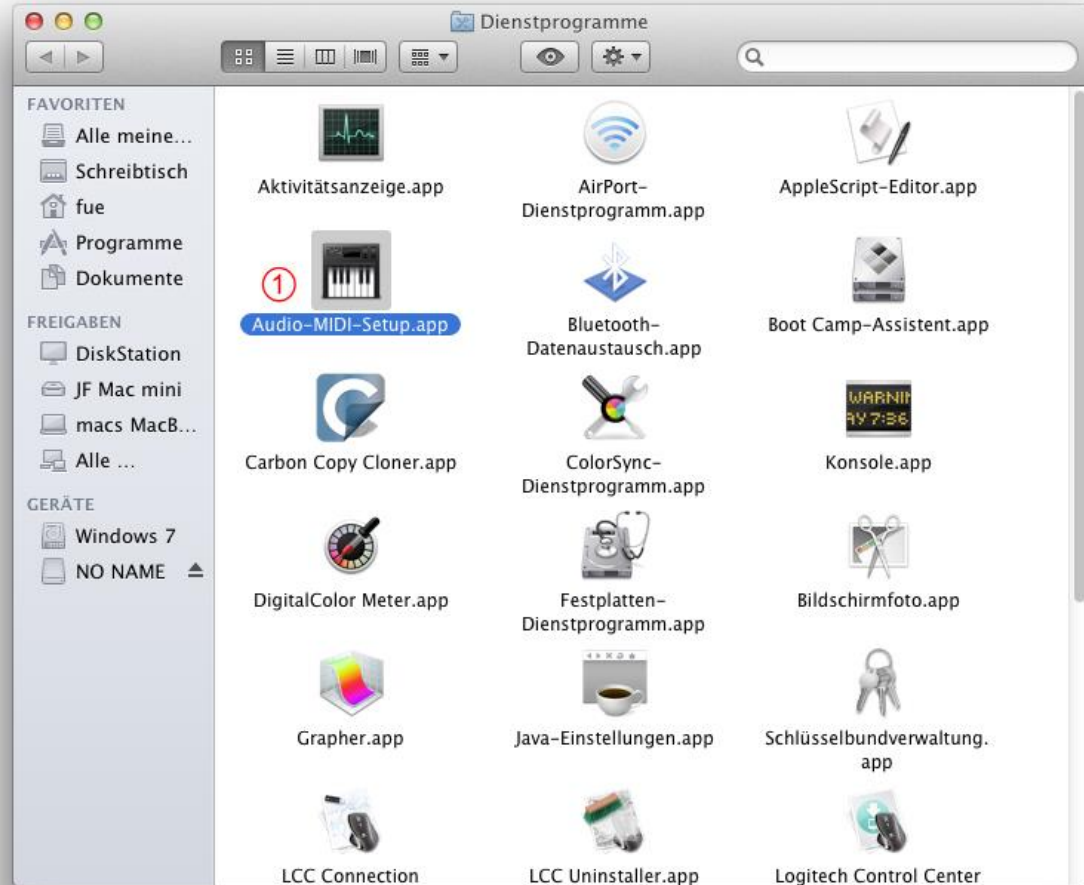 Dienstprogramme
FAVORITEN
Alle meine...
Schreibtisch
fue
Programme
Dokumente
FREIGABEN
DiskStation
JF Mac mini
macs MacB...
Alle ...
GERÄTE
Windows 7
NO NAME
Aktivitätsanzeige.app
AirPort-
Dienstprogramm.app
AppleScript-Editor.app
1
Audio-MIDI-Setup.app
Bluetooth-
Datenaustausch.app
Boot Camp-Assistent.app
Carbon Copy Cloner.app
ColorSync-
Dienstprogramm.app
WARNIN
AY 7:36
Konsole.app
DigitalColor Meter.app
Festplatten-
Dienstprogramm.app
Bildschirmfoto.app
Grapher.app
Java-Einstellungen.app
Schlüsselbundverwaltung.
app
LCC Connection
LCC Uninstaller.app
Logitech Control Center